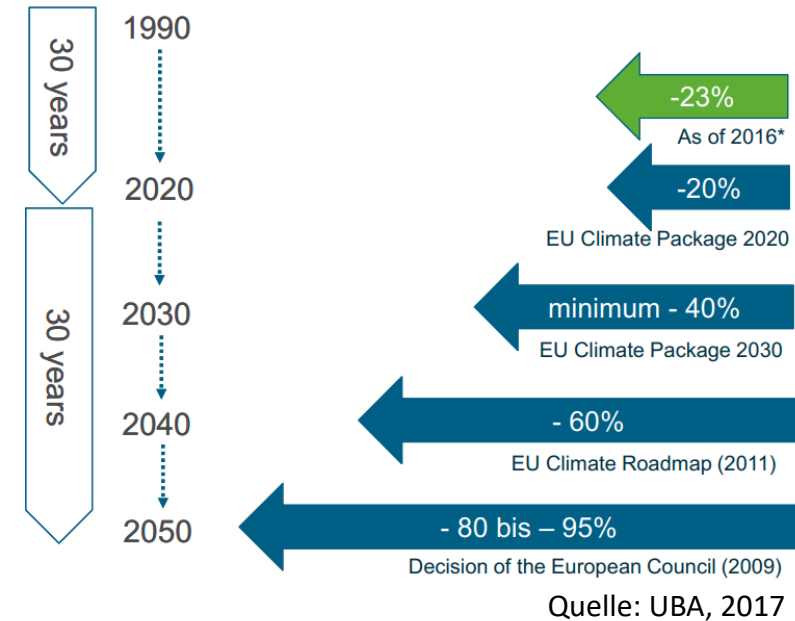 30 years
1990
-23%
As of 2016*
2020
-20%
EU Climate Package 2020
30 years
2030
minimum - 40%
EU Climate Package 2030
2040
- 60%
EU Climate Roadmap (2011)
2050
- 80 bis – 95%
Decision of the European Council (2009)
Quelle: UBA, 2017